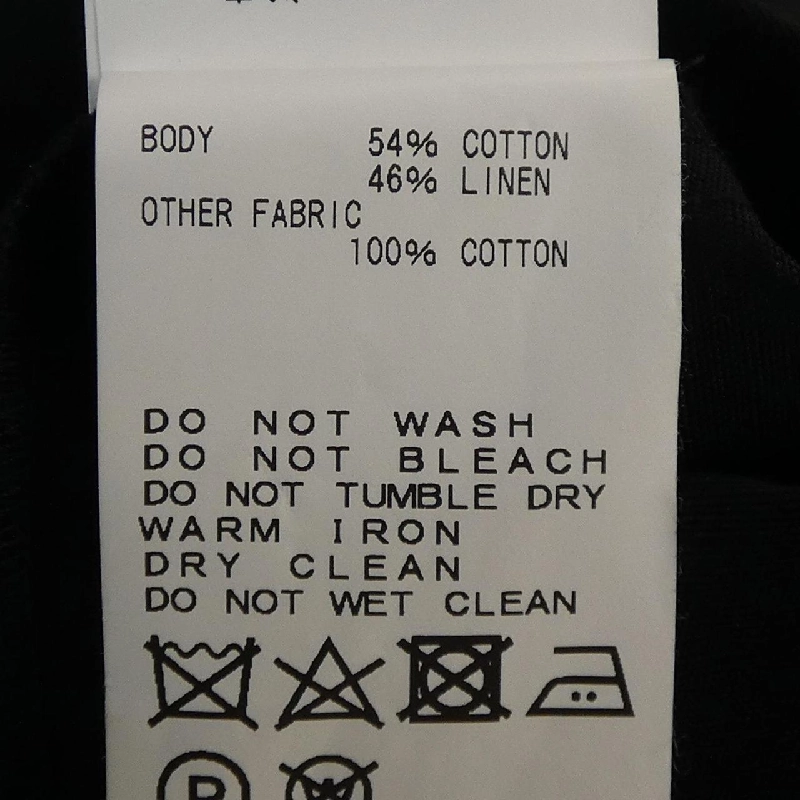 BODY 54% COTTON
46% LINEN
OTHER FABRIC
100% COTTON
DO NOT WASH
DO NOT BLEACH
DO NOT TUMBLE DRY
WARM IRON
DRY CLEAN
DO NOT WET CLEAN
P W